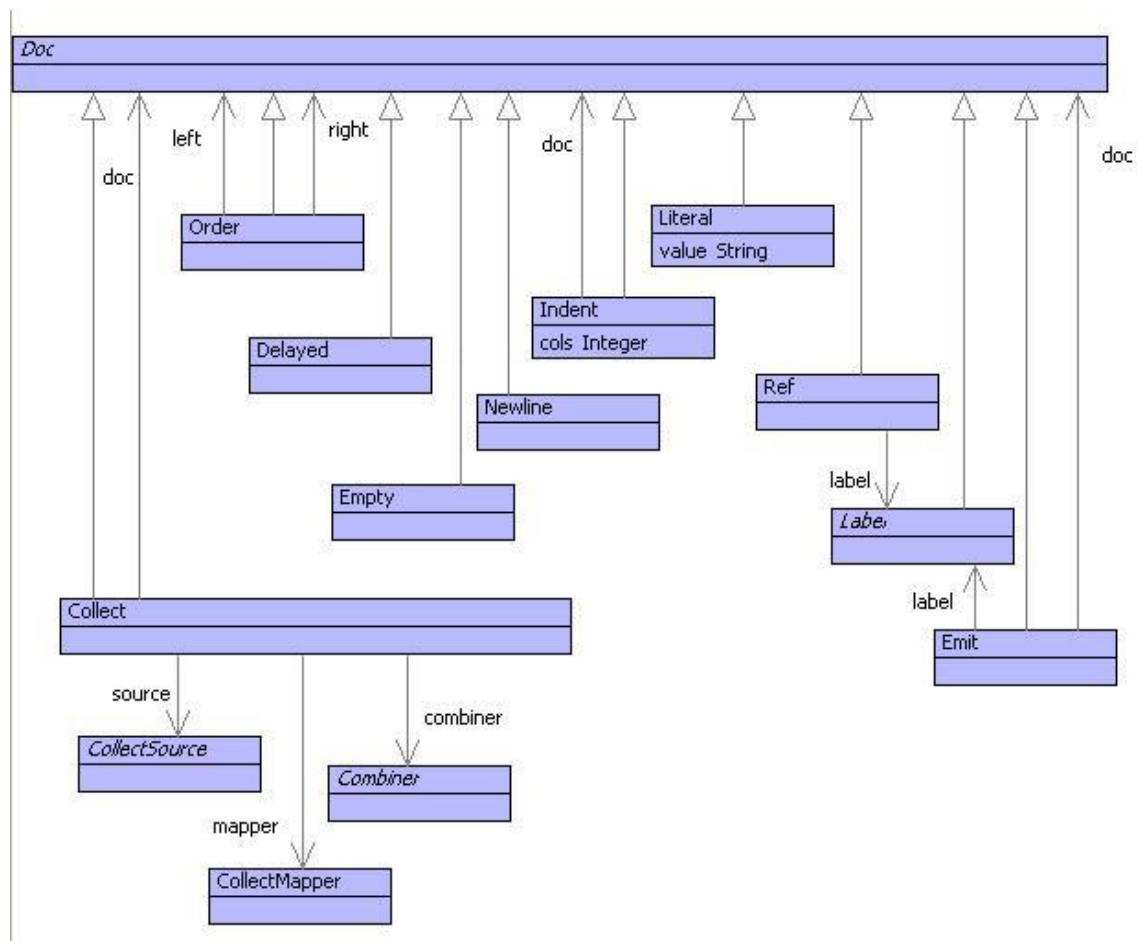 Doc
left
right
doc
doc
doc
Order
Literal
value String
Indent
cols Integer
Delayed
Ref
Newline
label
Empty
Label
label
Collect
Emit
source
combiner
CollectSource
Combiner
mapper
CollectMapper